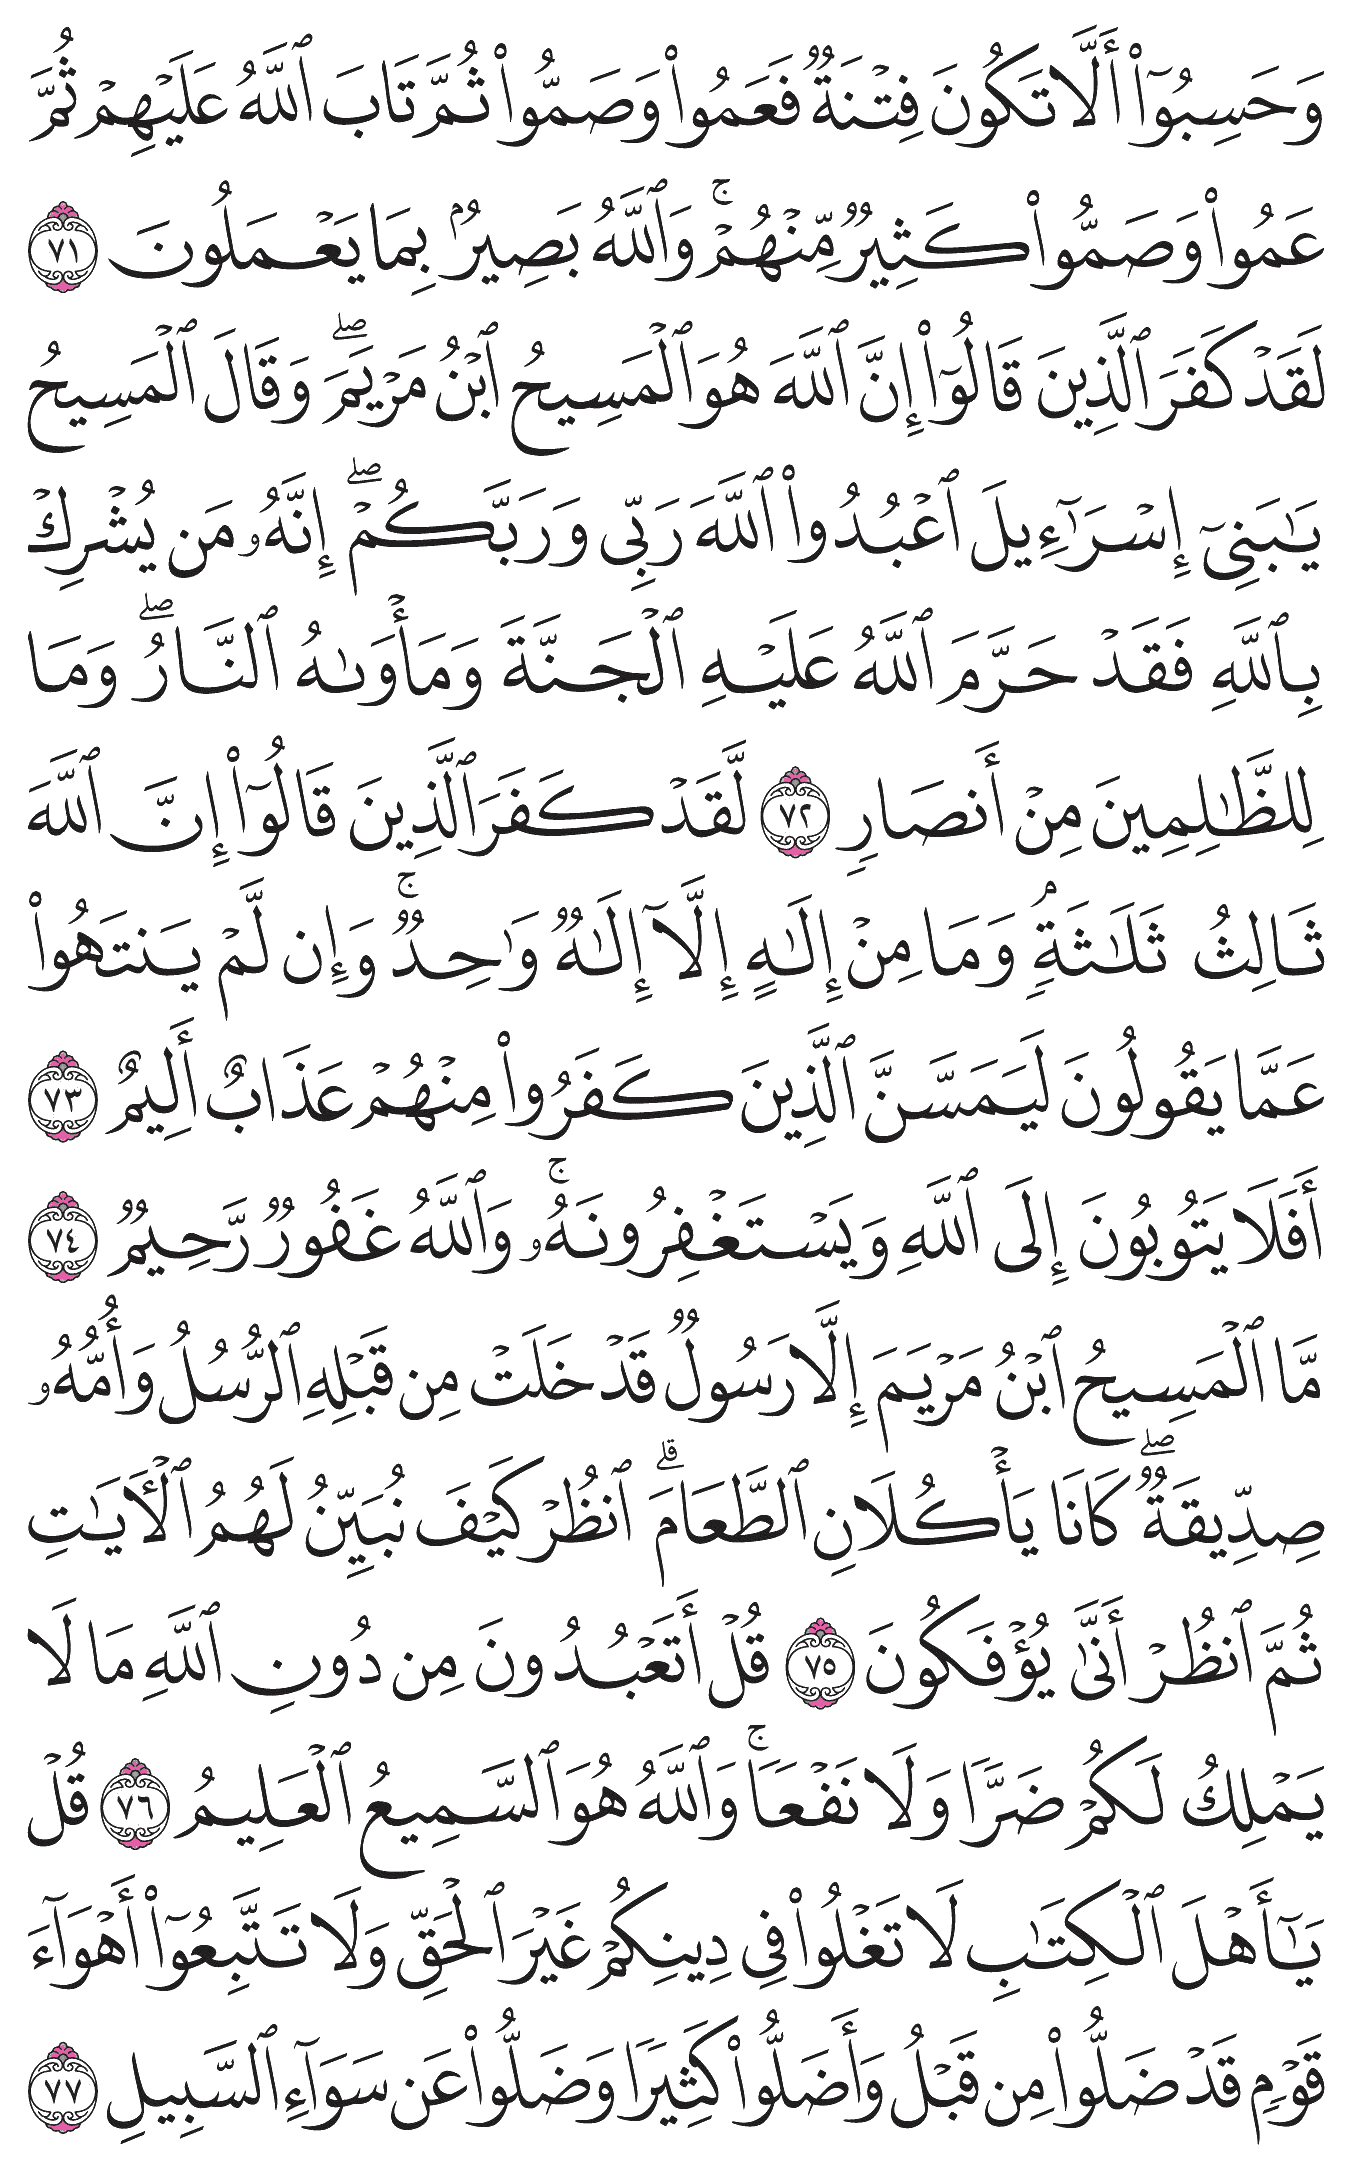 وَحَسِبُوٓا۟ أَلَّا تَكُونَ فِتْنَةٌ فَعَمُوا۟ وَصَمُّوا۟ ثُمَّ تَابَ ٱللَّهُ عَلَيْهِمْ ثُمَّ
عَمُوا۟ وَصَمُّوا۟ كَثِيرٌ مِّنْهُمْ ۚ وَٱللَّهُ بَصِيرٌۢ بِمَا يَعْمَلُونَ ٧١
لَقَدْ كَفَرَ ٱلَّذِينَ قَالُوٓا۟ إِنَّ ٱللَّهَ هُوَ ٱلْمَسِيحُ ٱبْنُ مَرْيَمَ ۖ وَقَالَ ٱلْمَسِيحُ
يَٰبَنِىٓ إِسْرَٰٓءِيلَ ٱعْبُدُوا۟ ٱللَّهَ رَبِّى وَرَبَّكُمْ ۖ إِنَّهُۥ مَن يُشْرِكْ
بِٱللَّهِ فَقَدْ حَرَّمَ ٱللَّهُ عَلَيْهِ ٱلْجَنَّةَ وَمَأْوَىٰهُ ٱلنَّارُ ۖ وَمَا
لِلظَّٰلِمِينَ مِنْ أَنصَارٍ ٧٢ لَّقَدْ كَفَرَ ٱلَّذِينَ قَالُوٓا۟ إِنَّ ٱللَّهَ
ثَالِثُ ثَلَٰثَةٍۢ وَمَا مِنْ إِلَٰهٍ إِلَّآ إِلَٰهٌ وَٰحِدٌ ۚ وَإِن لَّمْ يَنتَهُوا۟
عَمَّا يَقُولُونَ لَيَمَسَّنَّ ٱلَّذِينَ كَفَرُوا۟ مِنْهُمْ عَذَابٌ أَلِيمٌ ٧٣
أَفَلَا يَتُوبُونَ إِلَى ٱللَّهِ وَيَسْتَغْفِرُونَهُۥ ۚ وَٱللَّهُ غَفُورٌ رَّحِيمٌ ٧٤
مَّا ٱلْمَسِيحُ ٱبْنُ مَرْيَمَ إِلَّا رَسُولٌ قَدْ خَلَتْ مِن قَبْلِهِ ٱلرُّسُلُ وَأُمُّهُۥ
صِدِّيقَةٌ ۖ كَانَا يَأْكُلَانِ ٱلطَّعَامَ ۗ ٱنظُرْ كَيْفَ نُبَيِّنُ لَهُمُ ٱلْءَايَٰتِ
ثُمَّ ٱنظُرْ أَنَّىٰ يُؤْفَكُونَ ٧٥ قُلْ أَتَعْبُدُونَ مِن دُونِ ٱللَّهِ مَا لَا
يَمْلِكُ لَكُمْ ضَرًّا وَلَا نَفْعًا ۚ وَٱللَّهُ هُوَ ٱلسَّمِيعُ ٱلْعَلِيمُ ٧٦ قُلْ
يَٰٓأَهْلَ ٱلْكِتَٰبِ لَا تَغْلُوا۟ فِى دِينِكُمْ غَيْرَ ٱلْحَقِّ وَلَا تَتَّبِعُوٓا۟ أَهْوَآءَ
قَوْمٍ قَدْ ضَلُّوا۟ مِن قَبْلُ وَأَضَلُّوا۟ كَثِيرًا وَضَلُّوا۟ عَن سَوَآءِ ٱلسَّبِيلِ ٧٧